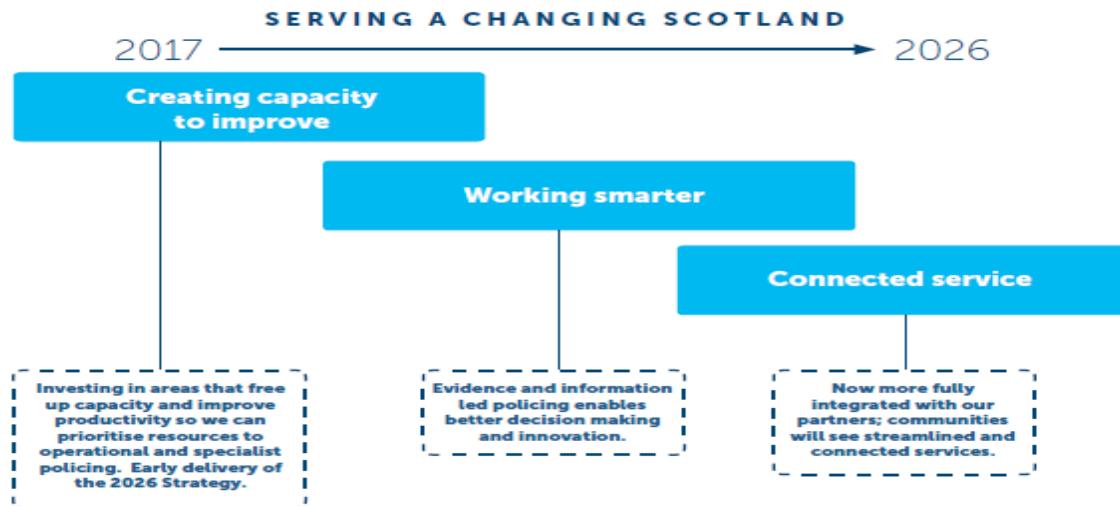 SERVING A CHANGING SCOTLAND
2017
2026
Creating capacity
to improve
Working smarter
Connected service
Investing in areas that free
up capacity and improve
productivity so we can
prioritise resources to
operational and specialist
policing. Early delivery of
the 2026 Strategy.
Evidence and information
led policing enables
better decision making
and innovation.
Now more fully
integrated with our
partners; communities
will see streamlined and
connected services.